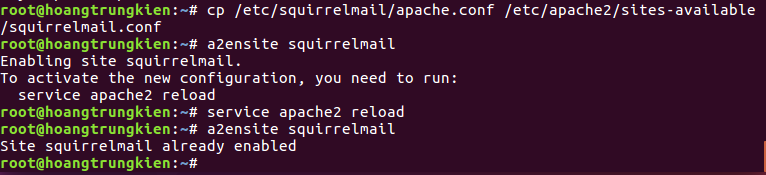 root@hoangtrungkien:~# cp /etc/squirrelmail/apache.conf /etc/apache2/sites-available
/squirrelmail.conf
root@hoangtrungkien:~# a2ensite squirrelmail
Enabling site squirrelmail.
To activate the new configuration, you need to run:
  service apache2 reload
root@hoangtrungkien:~# service apache2 reload
root@hoangtrungkien:~# a2ensite squirrelmail
Site squirrelmail already enabled
root@hoangtrungkien:~#